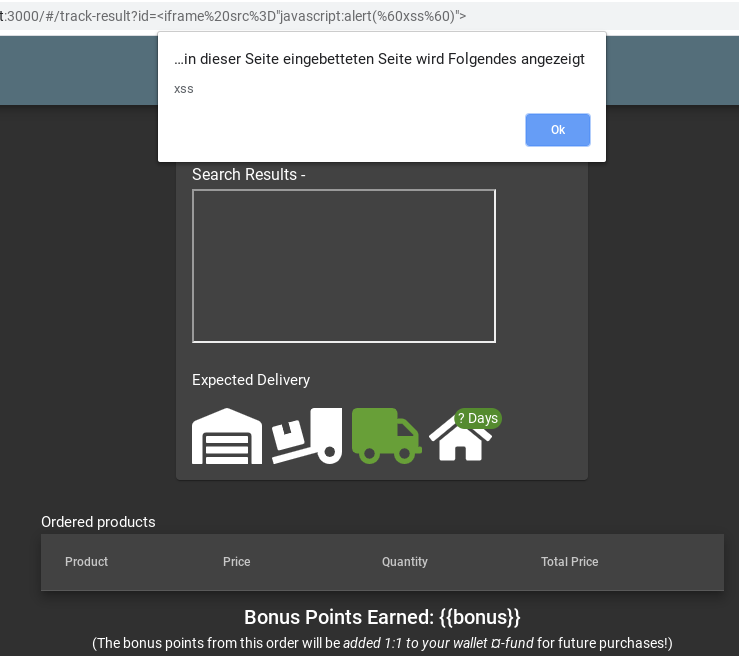 t:3000/#/track-result?id=<iframe%20src%3D"javascript:alert(%60xss%60)">
…in dieser Seite eingebetteten Seite wird Folgendes angezeigt
xss
Ok
Search Results -
Expected Delivery
? Days
Ordered products
Product Price Quantity Total Price
Bonus Points Earned: {{bonus}}
(The bonus points from this order will be added 1:1 to your wallet ¤-fund for future purchases!)